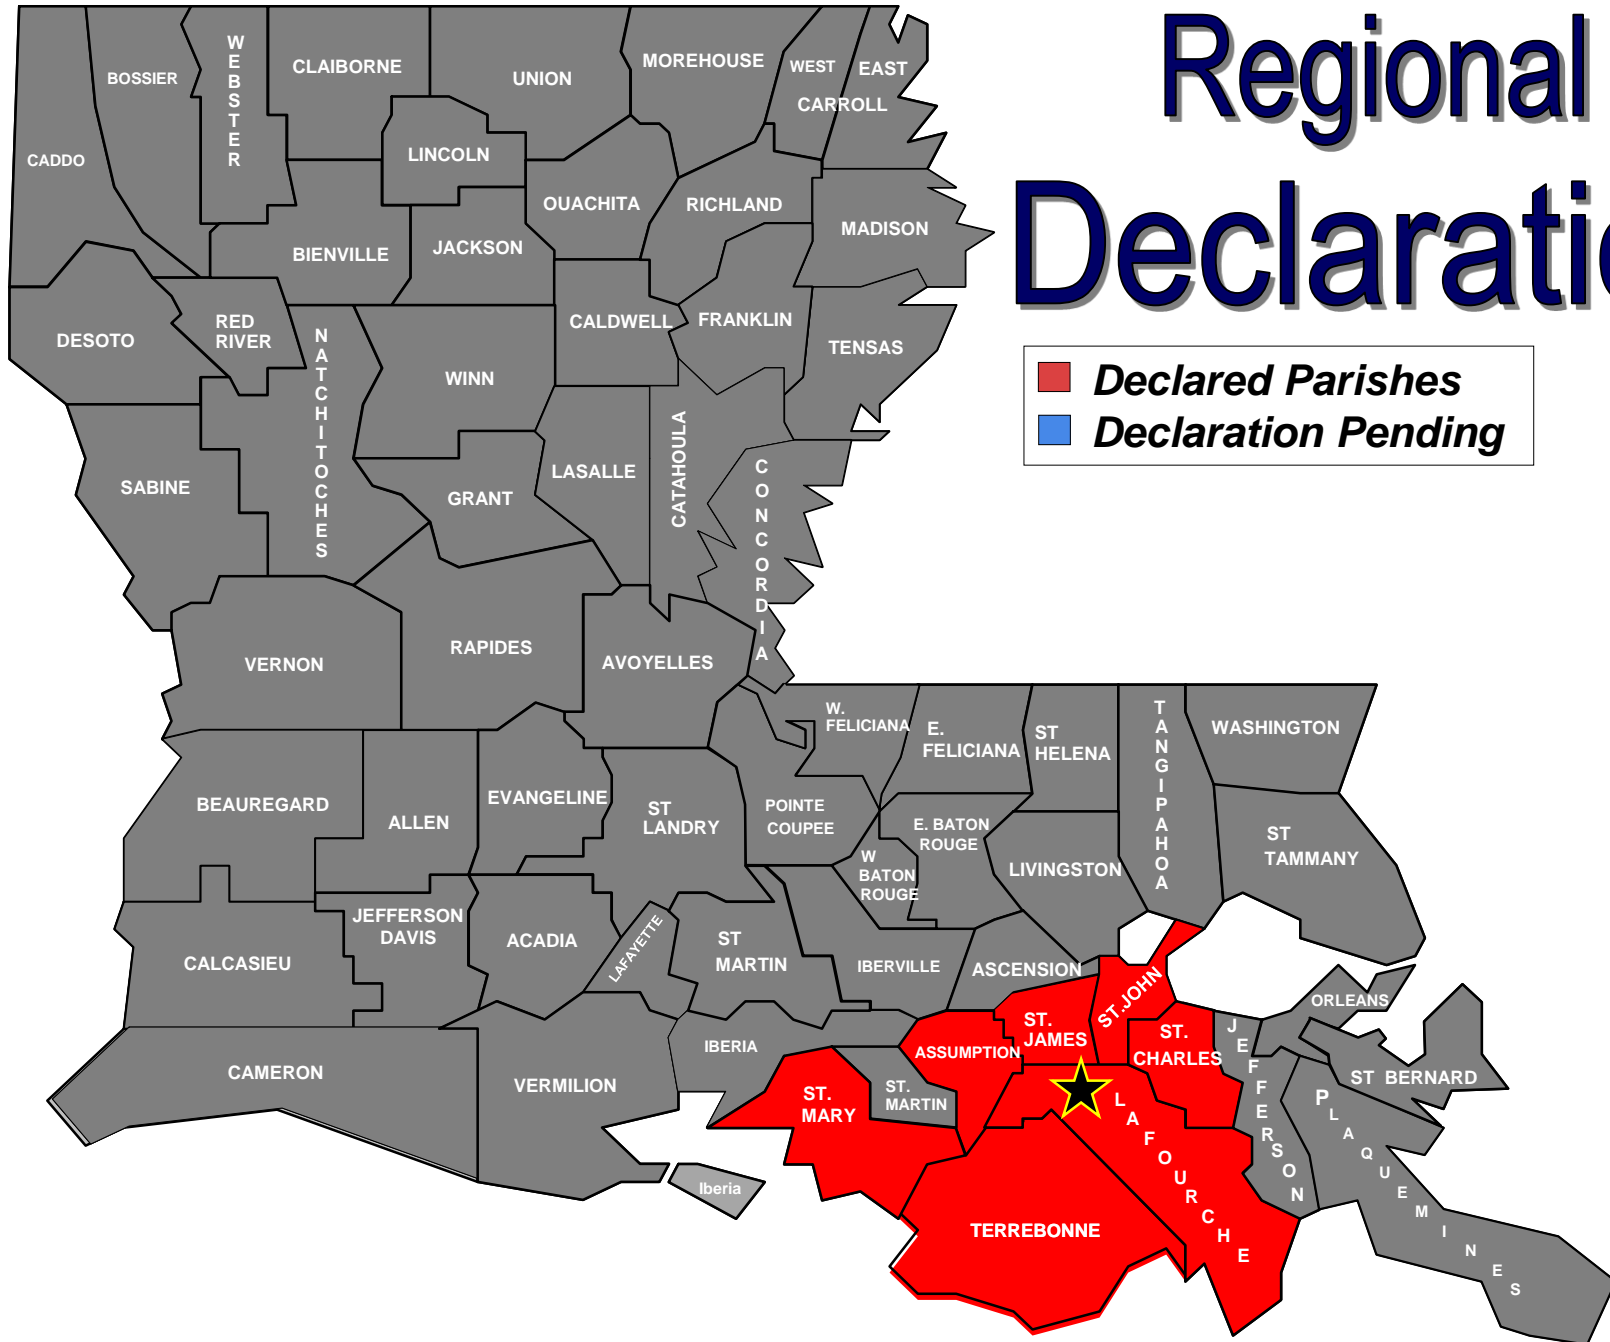 Regional
Declaratio
Declared Parishes
Declaration Pending
CADDO
BOSSIER
WEBSTER
CLAIBORNE
UNION
MOREHOUSE
WEST
EAST
CARROLL
LINCOLN
OUACHITA
RICHLAND
MADISON
BIENVILLE
JACKSON
DESOTO
RED
RIVER
NATCHITOCHES
WINN
CALDWELL
FRANKLIN
TENSAS
SABINE
GRANT
LASALLE
CATAHOULA
CONCORDIA
VERNON
RAPIDES
AVOYELLES
W.
FELICIANA
E.
FELICIANA
ST
HELENA
TANGIPAHOA
WASHINGTON
BEAUREGARD
ALLEN
EVANGELINE
ST
LANDRY
POINTE
COUPEE
E. BATON
ROUGE
W
BATON
ROUGE
LIVINGSTON
ST
TAMMANY
JEFFERSON
DAVIS
ACADIA
LAFAYETTE
ST
MARTIN
IBERVILLE
ASCENSION
CALCASIEU
ST.JOHN
ORLEANS
CAMERON
VERMILION
IBERIA
ASSUMPTION
ST.
JAMES
ST.
CHARLES
JEFFERSON
ST BERNARD
ST.
MARY
ST.
MARTIN
LAFOURCHE
PLAQUEMINES
Iberia
TERREBONNE